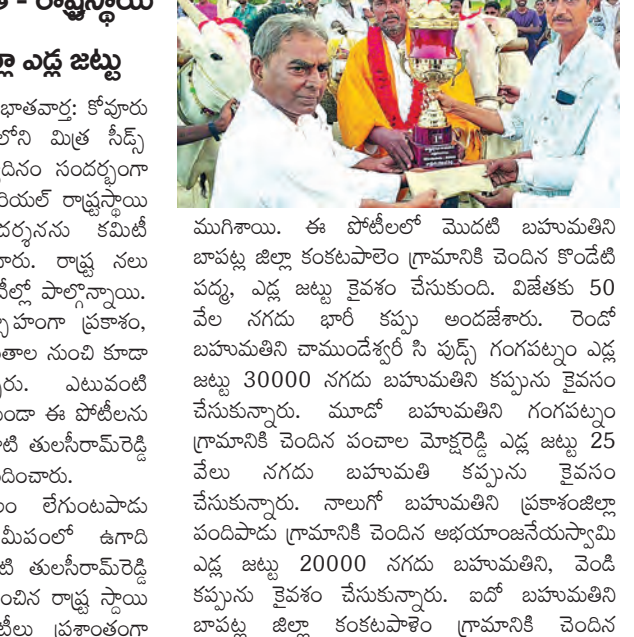 - రాష్ట్రస్థాయి
ఎడ్ల జట్టు
కోవూరు
మిత్ర సీడ్స్
సందర్భంగా
రాష్ట్రస్థాయి
కమిటీ
రాష్ట్ర నలు
పాల్గొన్నాయి.
ప్రకాశం,
నుంచి కూడా
ఎటువంటి
ఈ పోటీలను
తులసీరామ్‌రెడ్డి
లేగుంటపాడు
ఉగాది
తులసీరామ్‌రెడ్డి
రాష్ట్ర స్థాయి
ప్రశాంతంగా
ముగిశాయి. ఈ పోటీలలో మొదటి బహుమతిని
బాపట్ల జిల్లా కంకటపాలెం గ్రామానికి చెందిన కొండేటి
పద్మ, ఎడ్ల జట్టు కైవశం చేసుకుంది. విజేతకు 50
వేల నగదు భారీ కప్పు అందజేశారు. రెండో
బహుమతిని చాముండేశ్వరీ సి పుడ్స్ గంగపట్నం ఎడ్ల
జట్టు 30000 నగదు బహుమతిని కప్పును కైవసం
చేసుకున్నారు. మూడో బహుమతిని గంగపట్నం
గ్రామానికి చెందిన పంచాల మోక్షరెడ్డి ఎడ్ల జట్టు 25
వేలు నగదు బహుమతి కప్పును కైవసం
చేసుకున్నారు. నాలుగో బహుమతిని ప్రకాశంజిల్లా
పందిపాడు గ్రామానికి చెందిన అభయాంజనేయస్వామి
ఎడ్ల జట్టు 20000 నగదు బహుమతిని, వెండి
కప్పును కైవశం చేసుకున్నారు. ఐదో బహుమతిని
బాపట్ల జిల్లా కంకటపాళెం గ్రామానికి చెందిన